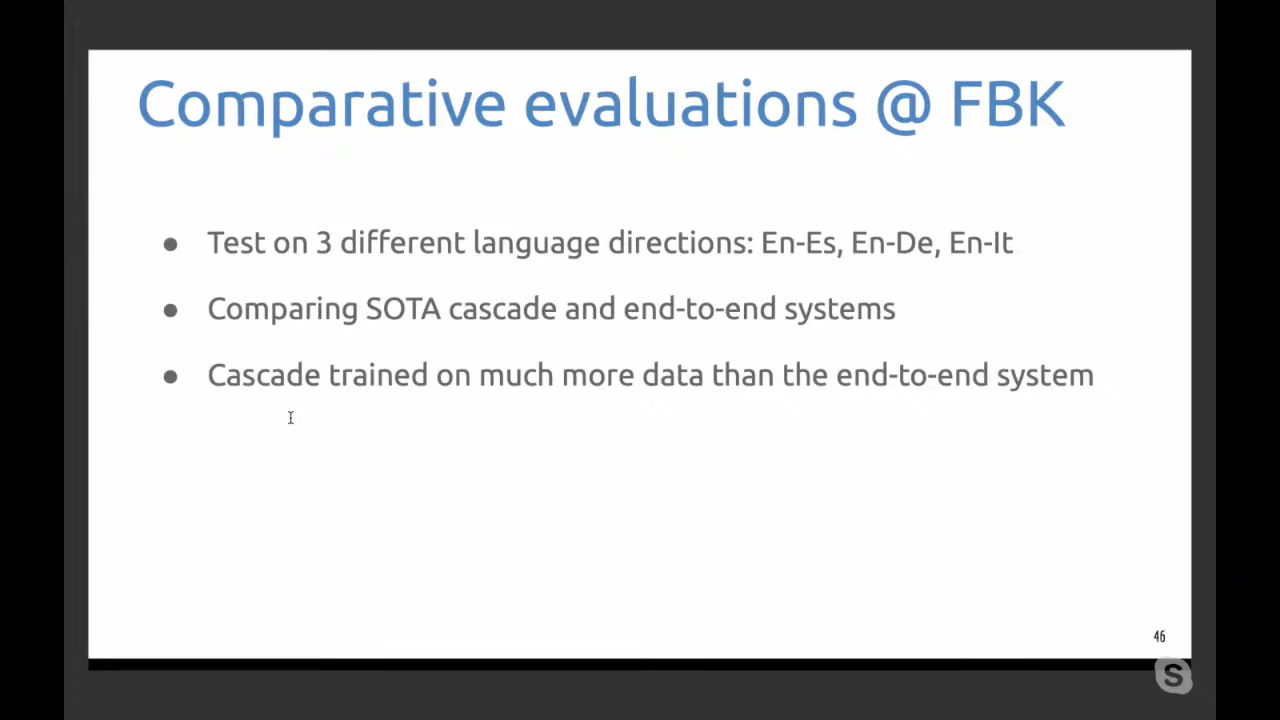 Comparative evaluations @ FBK
● Test on 3 different language directions: En-Es, En-De, En-It
● Comparing SOTA cascade and end-to-end systems
● Cascade trained on much more data than the end-to-end system
46
S